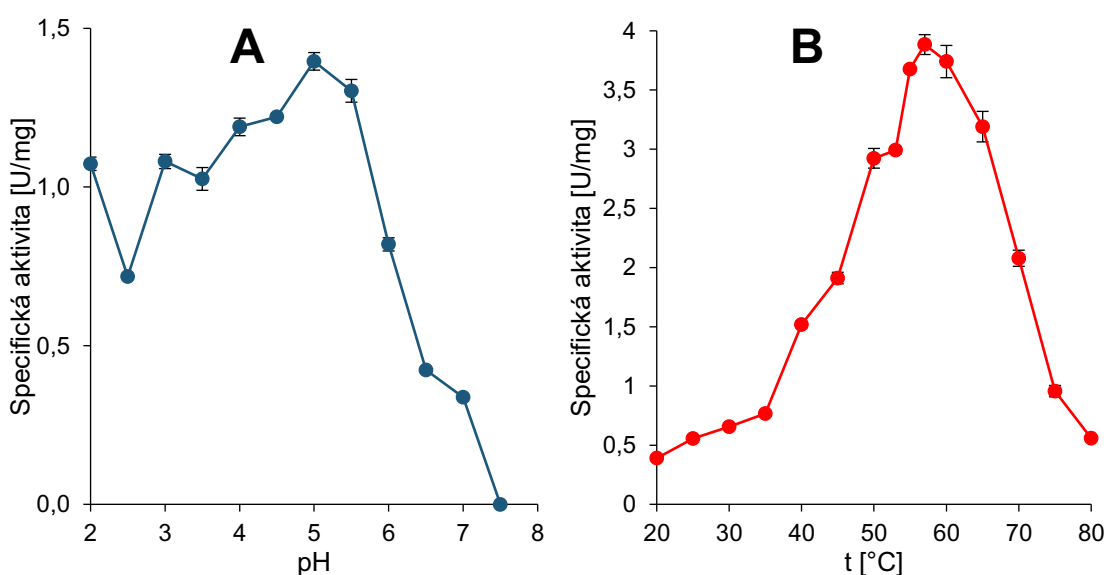 A
Specifická aktivita [U/mg]
1,5
1,0
0,5
0,0
2 3 4 5 6 7 8
pH
B
Specifická aktivita [U/mg]
4
3,5
3
2,5
2
1,5
1
0,5
0
20 30 40 50 60 70 80
t [°C]